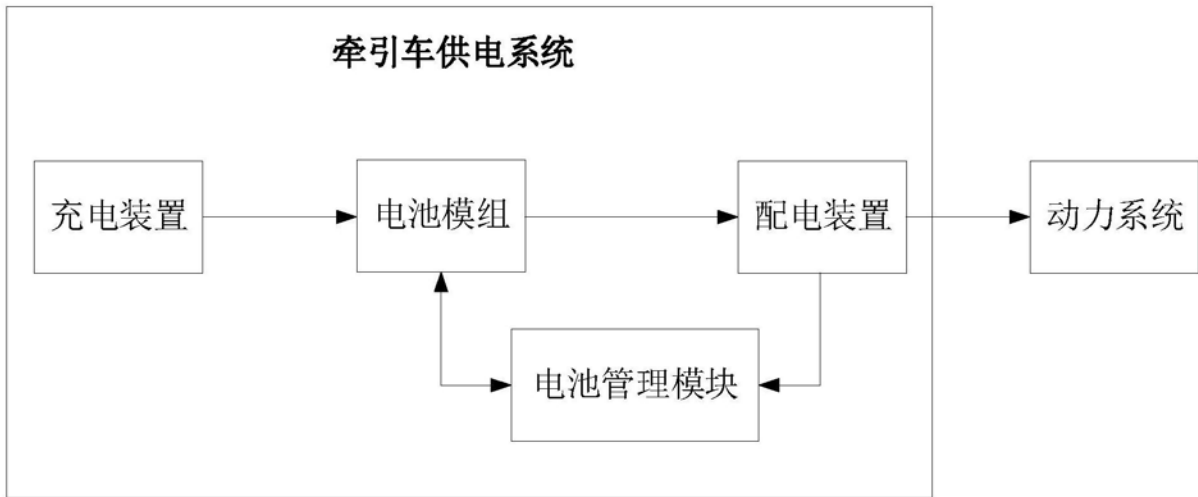 牵引车供电系统
充电装置
电池模组
配电装置
动力系统
电池管理模块